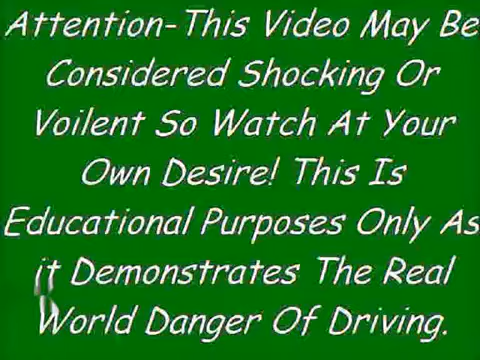 Attention-This Video May Be
Considered Shocking Or
Voilent So Watch At Your
Own Desire! This Is
Educational Purposes Only As
it Demonstrates The Real
World Danger Of Driving.